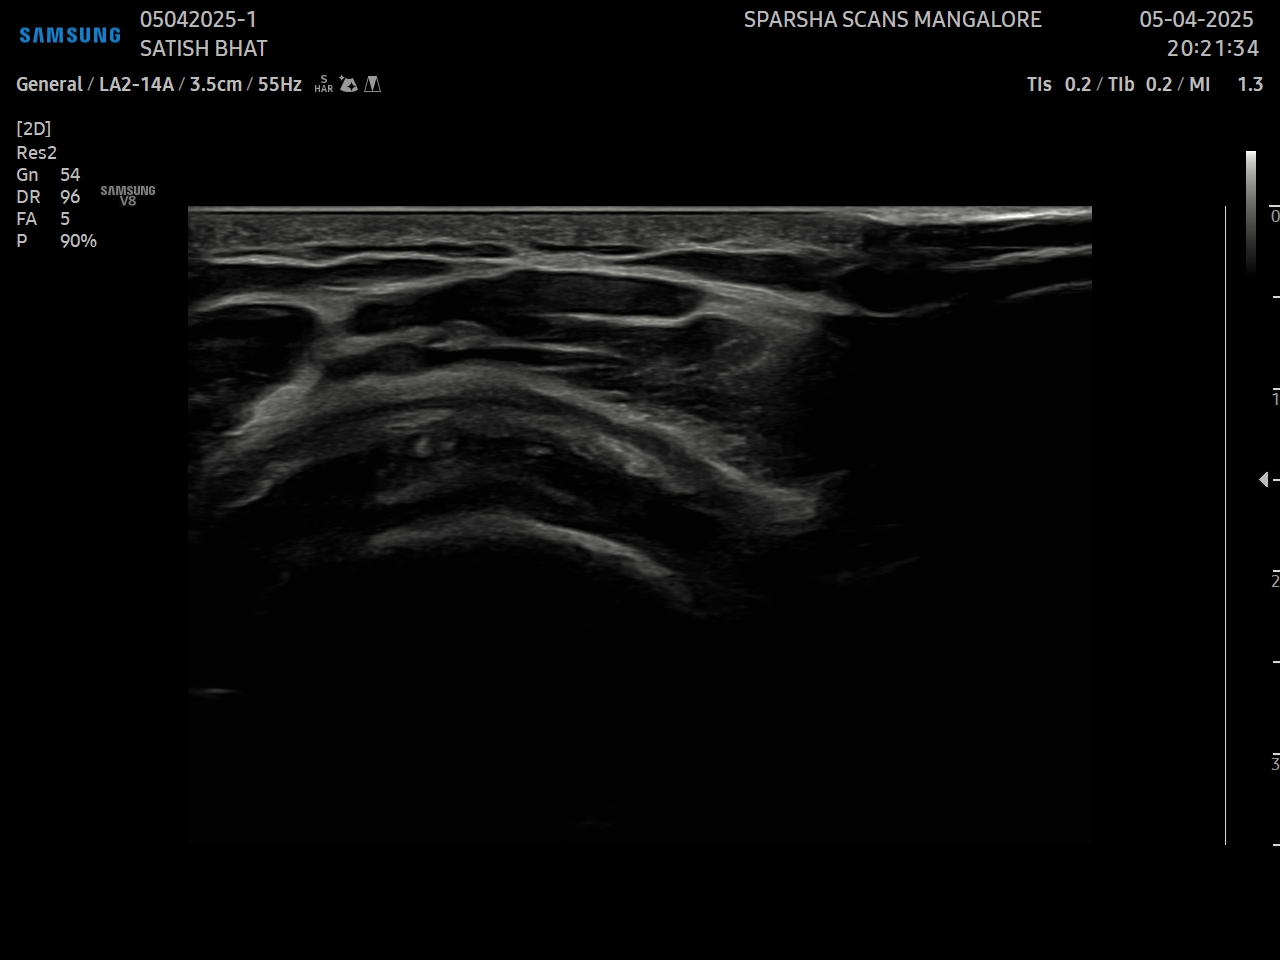 SAMSUNG
05042025-1
SATISH BHAT
SPARSHA SCANS MANGALORE
05-04-2025
20:21:34
General / LA2-14A / 3.5cm / 55Hz
S
HAR
TIs 0.2 / TIb 0.2 / MI 1.3
[2D]
Res2
Gn 54
DR 96
FA 5
P 90%
SAMSUNG
V8
0
1
2
3